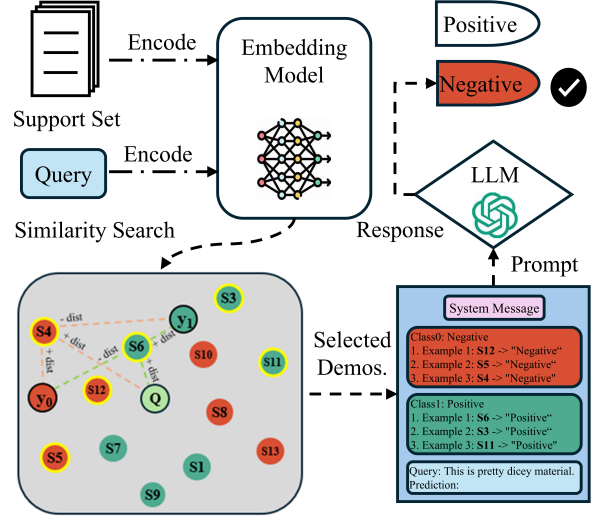 Support Set
Encode
Query
Encode
Embedding
Model
Positive
Negative
LLM
Response
Prompt
Similarity Search
S4
- dist
+ dist
+ dist
y0
S12
S5
- dist
S6
+ dist
+ dist
y1
Q
S3
S10
S11
S8
S7
S1
S9
S13
Selected
Demos.
System Message
Class0: Negative
1. Example 1: S12 -> "Negative“
2. Example 2: S5 -> "Negative“
3. Example 3: S4 -> "Negative"
Class1: Positive
1. Example 1: S6 -> "Positive“
2. Example 2: S3 -> "Positive“
3. Example 3: S11 -> "Positive"
Query: This is pretty dicey material.
Prediction: